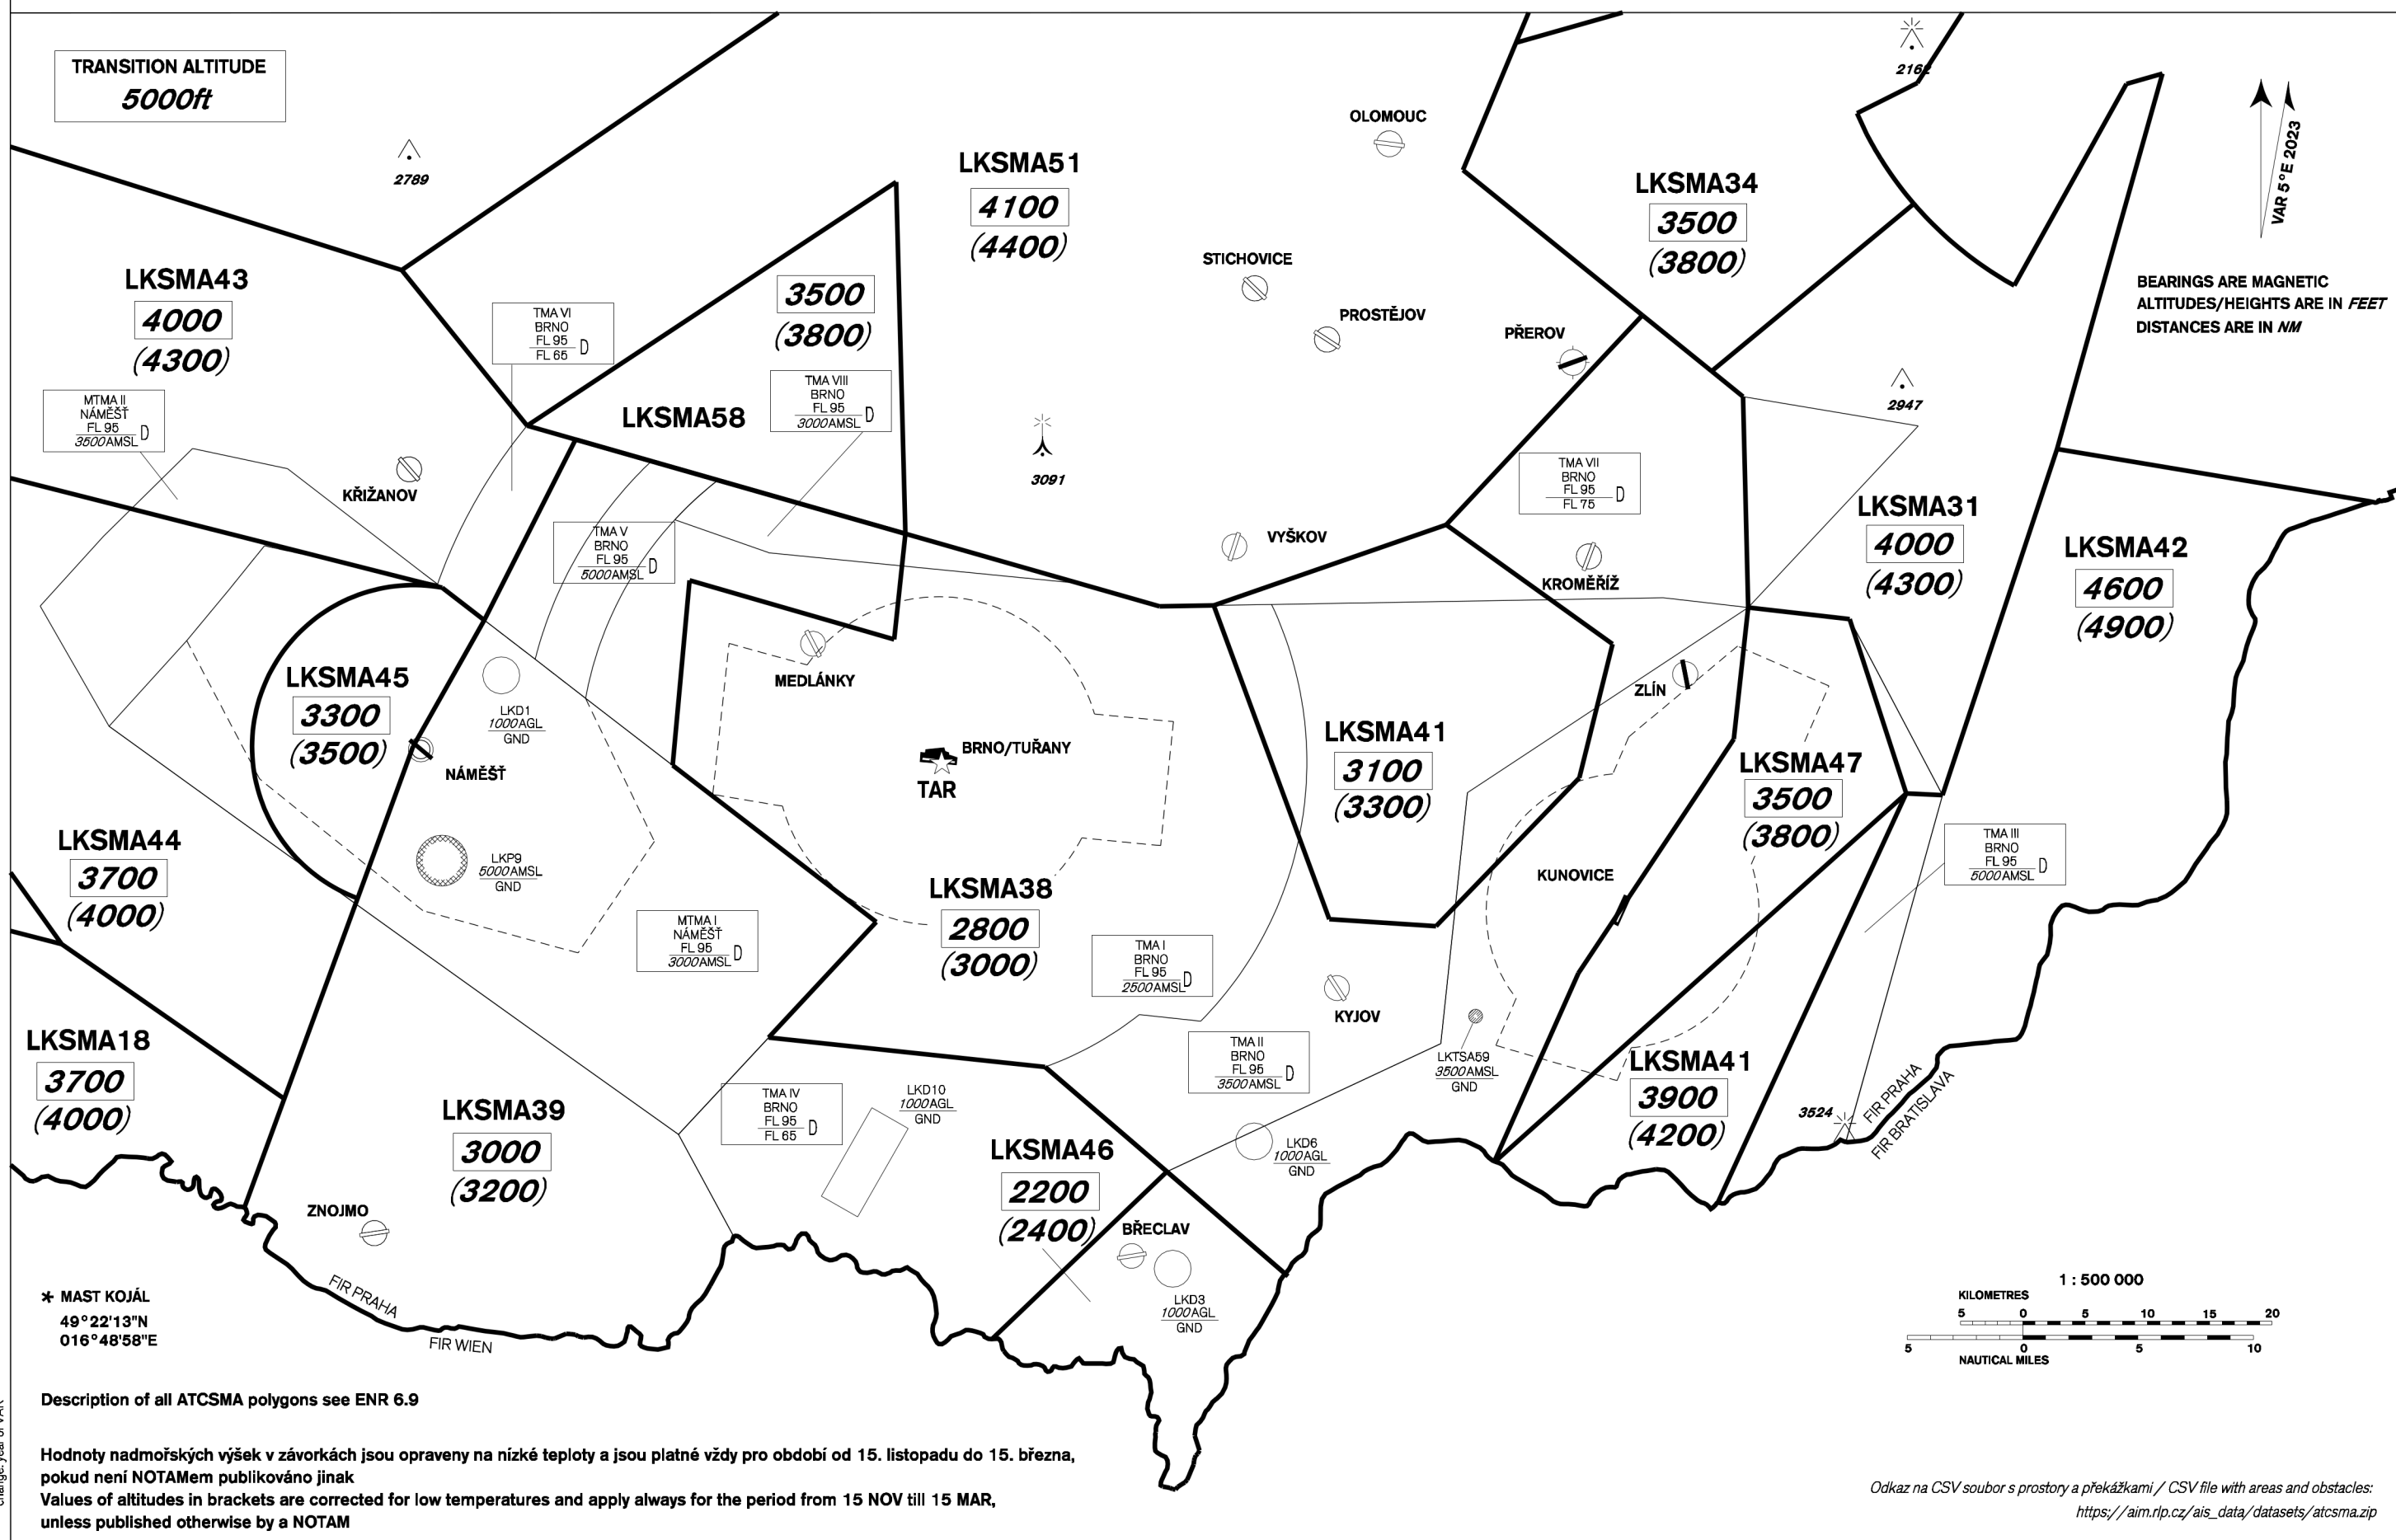 TRANSITION ALTITUDE
5000ft
2789
LKSMA43
4000
(4300)
MTMA II
NÁMĚŠŤ
FL 95
3500AMSL D
KŘIŽANOV
TMA VI
BRNO
FL 95
FL 65 D
3500
(3800)
TMA VIII
BRNO
FL 95
3000AMSL D
LKSMA58
TMA V
BRNO
FL 95
5000AMSL D
LKSMA51
4100
(4400)
OLOMOUC
STICHOVICE
PROSTĚJOV
PŘEROV
3091
VYŠKOV
2162
LKSMA34
3500
(3800)
VAR 5°E 2023
BEARINGS ARE MAGNETIC
ALTITUDES/HEIGHTS ARE IN FEET
DISTANCES ARE IN NM
2947
TMA VII
BRNO
FL 95
FL 75 D
KROMĚŘÍŽ
LKSMA31
4000
(4300)
LKSMA42
4600
(4900)
LKSMA45
3300
(3500)
NÁMĚŠŤ
LKD1
1000AGL
GND
MEDLÁNKY
BRNO/TUŘANY
TAR
LKSMA41
3100
(3300)
ZLÍN
LKSMA47
3500
(3800)
LKSMA44
3700
(4000)
LKP9
5000AMSL
GND
MTMA I
NÁMĚŠŤ
FL 95
3000AMSL D
LKSMA38
2800
(3000)
TMA I
BRNO
FL 95
2500AMSL D
KUNOVICE
TMA III
BRNO
FL 95
5000AMSL D
KYJOV
LKSMA18
3700
(4000)
LKSMA39
3000
(3200)
TMA IV
BRNO
FL 95
FL 65 D
LKD10
1000AGL
GND
TMA II
BRNO
FL 95
3500AMSL D
LKTSA59
3500AMSL
GND
LKSMA41
3900
(4200)
3524
FIR PRAHA
FIR BRATISLAVA
LKSMA46
2200
(2400)
LKD6
1000AGL
GND
BŘECLAV
LKD3
1000AGL
GND
ZNOJMO
FIR PRAHA
FIR WIEN
* MAST KOJÁL
49°22'13"N
016°48'58"E
1 : 500 000
KILOMETRES
5 0 5 10 15 20
5 0 5 10
NAUTICAL MILES
Description of all ATCSMA polygons see ENR 6.9
Hodnoty nadmořských výšek v závorkách jsou opraveny na nízké teploty a jsou platné vždy pro období od 15. listopadu do 15. března,
pokud není NOTAMem publikováno jinak
Values of altitudes in brackets are corrected for low temperatures and apply always for the period from 15 NOV till 15 MAR,
unless published otherwise by a NOTAM
Odkaz na CSV soubor s prostory a překážkami / CSV file with areas and obstacles:
https://aim.rlp.cz/ais_data/datasets/atcsma.zip